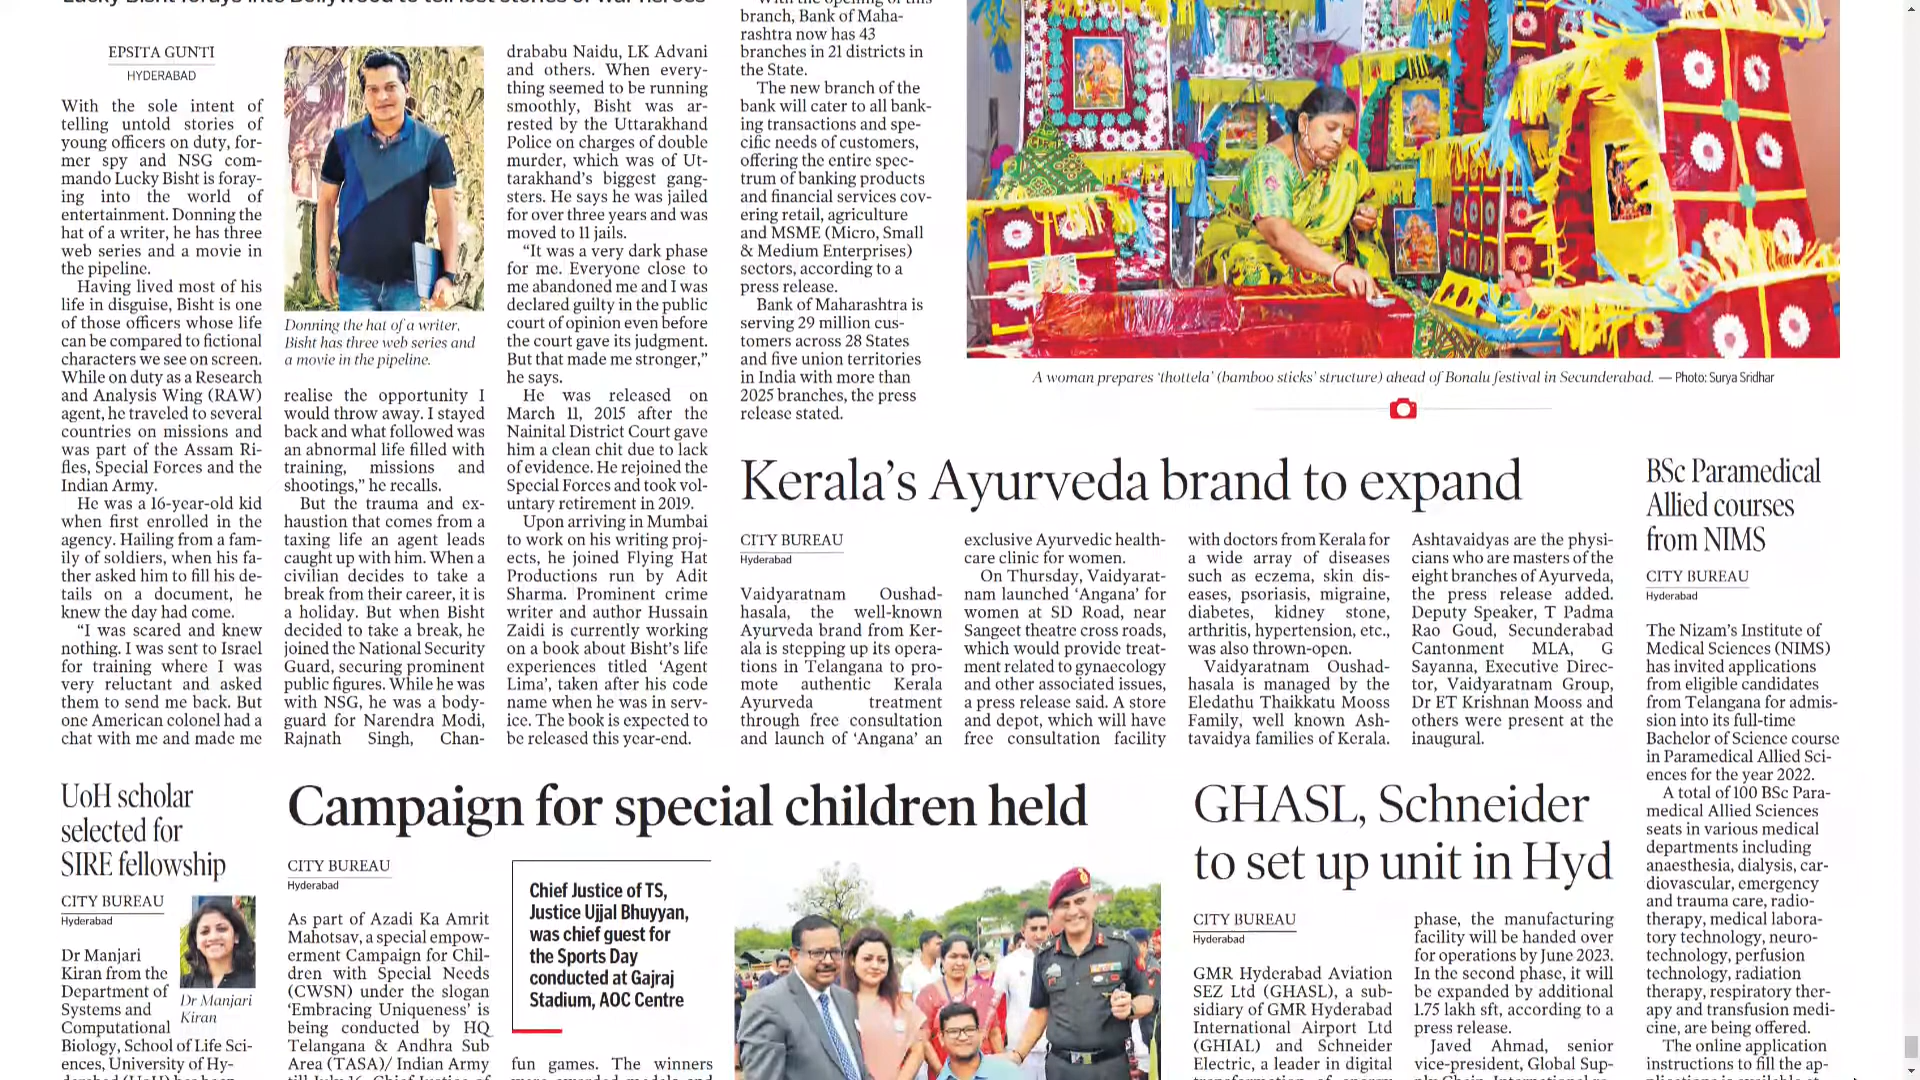 Lucky Bisht forays into Bollywood to tell lost stories of war heroes
EPSITA GUNTI
HYDERABAD
With the sole intent of
telling untold stories of
young officers on duty, for-
mer spy and NSG com-
mando Lucky Bisht is foray-
ing into the world of
entertainment. Donning the
hat of a writer, he has three
web series and a movie in
the pipeline.
Having lived most of his
life in disguise, Bisht is one
of those officers whose life
can be compared to fictional
characters we see on screen.
While on duty as a Research
and Analysis Wing (RAW)
agent, he traveled to several
countries on missions and
was part of the Assam Ri-
fles, Special Forces and the
Indian Army.
He was a 16-year-old kid
when first enrolled in the
agency. Hailing from a fam-
ily of soldiers, when his fa-
ther asked him to fill his de-
tails on a document, he
knew the day had come.
“I was scared and knew
nothing. I was sent to Israel
for training where I was
very reluctant and asked
them to send me back. But
one American colonel had a
chat with me and made me
Donning the hat of a writer,
Bisht has three web series and
a movie in the pipeline.
realise the opportunity I
would throw away. I stayed
back and what followed was
an abnormal life filled with
training, missions and
shootings,” he recalls.
But the trauma and ex-
haustion that comes from a
taxing life an agent leads
caught up with him. When a
civilian decides to take a
break from their career, it is
a holiday. But when Bisht
decided to take a break, he
joined the National Security
Guard, securing prominent
public figures. While he was
with NSG, he was a body-
guard for Narendra Modi,
Rajnath Singh, Chan-
drababu Naidu, LK Advani
and others. When every-
thing seemed to be running
smoothly, Bisht was ar-
rested by the Uttarakhand
Police on charges of double
murder, which was of Ut-
tarakhand’s biggest gang-
sters. He says he was jailed
for over three years and was
moved to 11 jails.
“It was a very dark phase
for me. Everyone close to
me abandoned me and I was
declared guilty in the public
court of opinion even before
the court gave its judgment.
But that made me stronger,”
he says.
He was released on
March 11, 2015 after the
Nainital District Court gave
him a clean chit due to lack
of evidence. He rejoined the
Special Forces and took vol-
untary retirement in 2019.
Upon arriving in Mumbai
to work on his writing proj-
ects, he joined Flying Hat
Productions run by Adit
Sharma. Prominent crime
writer and author Hussain
Zaidi is currently working
on a book about Bisht’s life
experiences titled ‘Agent
Lima’, taken after his code
name when he was in serv-
ice. The book is expected to
be released this year-end.
With the opening of this
branch, Bank of Maha-
rashtra now has 43
branches in 21 districts in
the State.
The new branch of the
bank will cater to all bank-
ing transactions and spe-
cific needs of customers,
offering the entire spec-
trum of banking products
and financial services cov-
ering retail, agriculture
and MSME (Micro, Small
& Medium Enterprises)
sectors, according to a
press release.
Bank of Maharashtra is
serving 29 million cus-
tomers across 28 States
and five union territories
in India with more than
2025 branches, the press
release stated.
A woman prepares ‘thottela’ (bamboo sticks’ structure) ahead of Bonalu festival in Secunderabad. — Photo: Surya Sridhar
Kerala’s Ayurveda brand to expand
CITY BUREAU
Hyderabad
Vaidyaratnam Oushad-
hasala, the well-known
Ayurveda brand from Ker-
ala is stepping up its opera-
tions in Telangana to pro-
mote authentic Kerala
Ayurveda treatment
through free consultation
and launch of ‘Angana’ an
exclusive Ayurvedic health-
care clinic for women.
On Thursday, Vaidyarat-
nam launched ‘Angana’ for
women at SD Road, near
Sangeet theatre cross roads,
which would provide treat-
ment related to gynaecology
and other associated issues,
a press release said. A store
and depot, which will have
free consultation facility
with doctors from Kerala for
a wide array of diseases
such as eczema, skin dis-
eases, psoriasis, migraine,
diabetes, kidney stone,
arthritis, hypertension, etc.,
was also thrown-open.
Vaidyaratnam Oushad-
hasala is managed by the
Eledathu Thaikkatu Mooss
Family, well known Ash-
tavaidya families of Kerala.
Ashtavaidyas are the physi-
cians who are masters of the
eight branches of Ayurveda,
the press release added.
Deputy Speaker, T Padma
Rao Goud, Secunderabad
Cantonment MLA, G
Sayanna, Executive Direc-
tor, Vaidyaratnam Group,
Dr ET Krishnan Mooss and
others were present at the
inaugural.
BSc Paramedical
Allied courses
from NIMS
CITY BUREAU
Hyderabad
The Nizam’s Institute of
Medical Sciences (NIMS)
has invited applications
from eligible candidates
from Telangana for admis-
sion into its full-time
Bachelor of Science course
in Paramedical Allied Sci-
ences for the year 2022.
A total of 100 BSc Para-
medical Allied Sciences
seats in various medical
departments including
anaesthesia, dialysis, car-
diovascular, emergency
and trauma care, radio-
therapy, medical labora-
tory technology, neuro-
technology, perfusion
technology, radiation
therapy, respiratory ther-
apy and transfusion medi-
cine, are being offered.
The online application
instructions to fill the ap-
UoH scholar
selected for
SIRE fellowship
CITY BUREAU
Hyderabad
Dr Manjari
Kiran from the
Department of
Systems and
Computational
Biology, School of Life Sci-
ences, University of Hy-
Dr Manjari
Kiran
Campaign for special children held
CITY BUREAU
Hyderabad
As part of Azadi Ka Amrit
Mahotsav, a special empow-
erment Campaign for Chil-
dren with Special Needs
(CWSN) under the slogan
‘Embracing Uniqueness’ is
being conducted by HQ
Telangana & Andhra Sub
Area (TASA)/ Indian Army
till July 16. Chief Justice of
Chief Justice of TS,
Justice Ujjal Bhuyyan,
was chief guest for
the Sports Day
conducted at Gajraj
Stadium, AOC Centre
fun games. The winners
were awarded medals and
GHASL, Schneider
to set up unit in Hyd
CITY BUREAU
Hyderabad
GMR Hyderabad Aviation
SEZ Ltd (GHASL), a sub-
sidiary of GMR Hyderabad
International Airport Ltd
(GHIAL) and Schneider
Electric, a leader in digital
phase, the manufacturing
facility will be handed over
for operations by June 2023.
In the second phase, it will
be expanded by additional
1.75 lakh sft, according to a
press release.
Javed Ahmad, senior
vice-president, Global Sup-